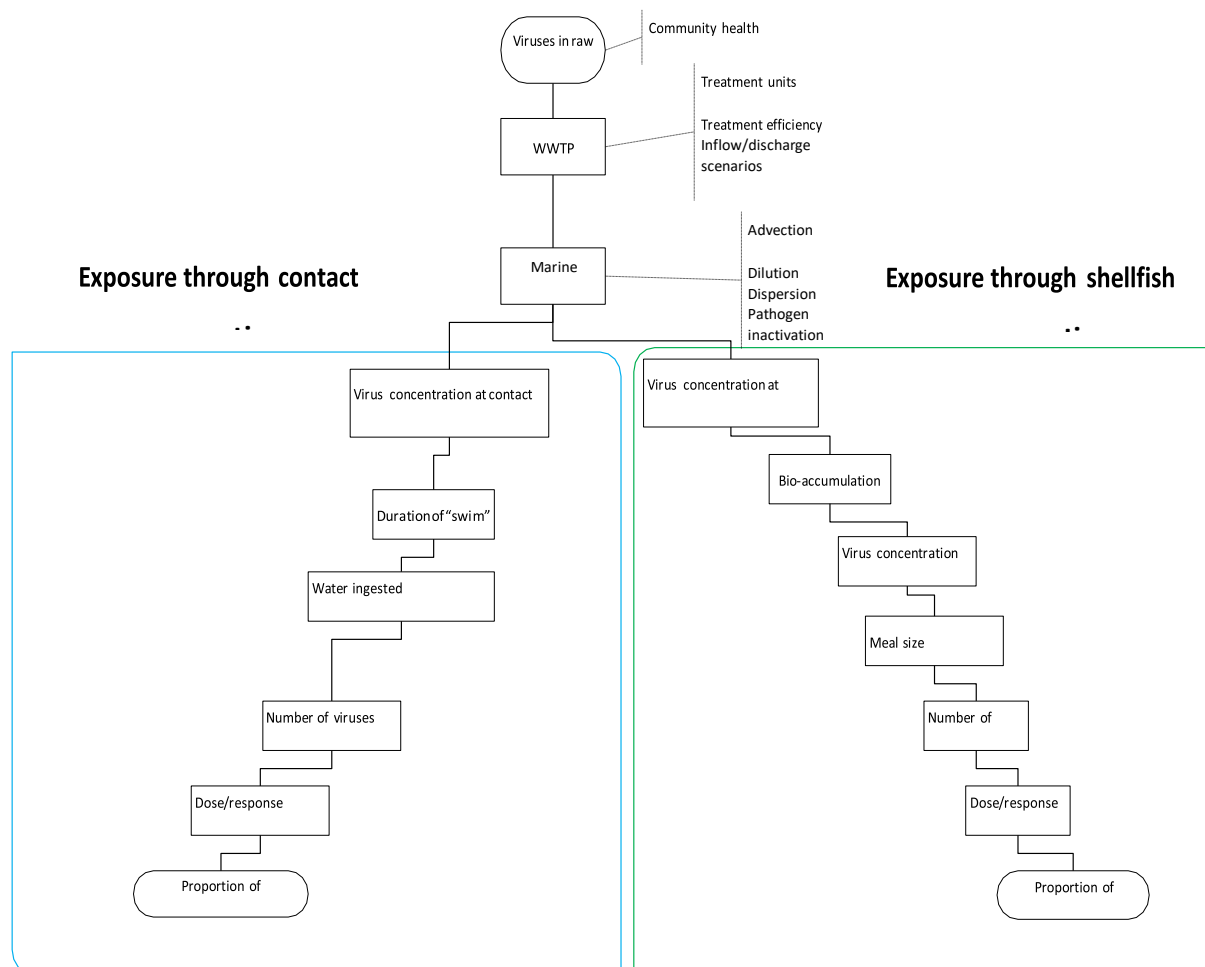 Viruses in raw
Community health
Treatment units
Treatment efficiency
Inflow/discharge
scenarios
WWTP
Advection
Marine
Dilution
Dispersion
Pathogen
inactivation
Exposure through contact
Exposure through shellfish
Virus concentration at contact
Duration of “swim”
Water ingested
Number of viruses
Dose/response
Proportion of
Virus concentration at
Bio-accumulation
Virus concentration
Meal size
Number of
Dose/response
Proportion of